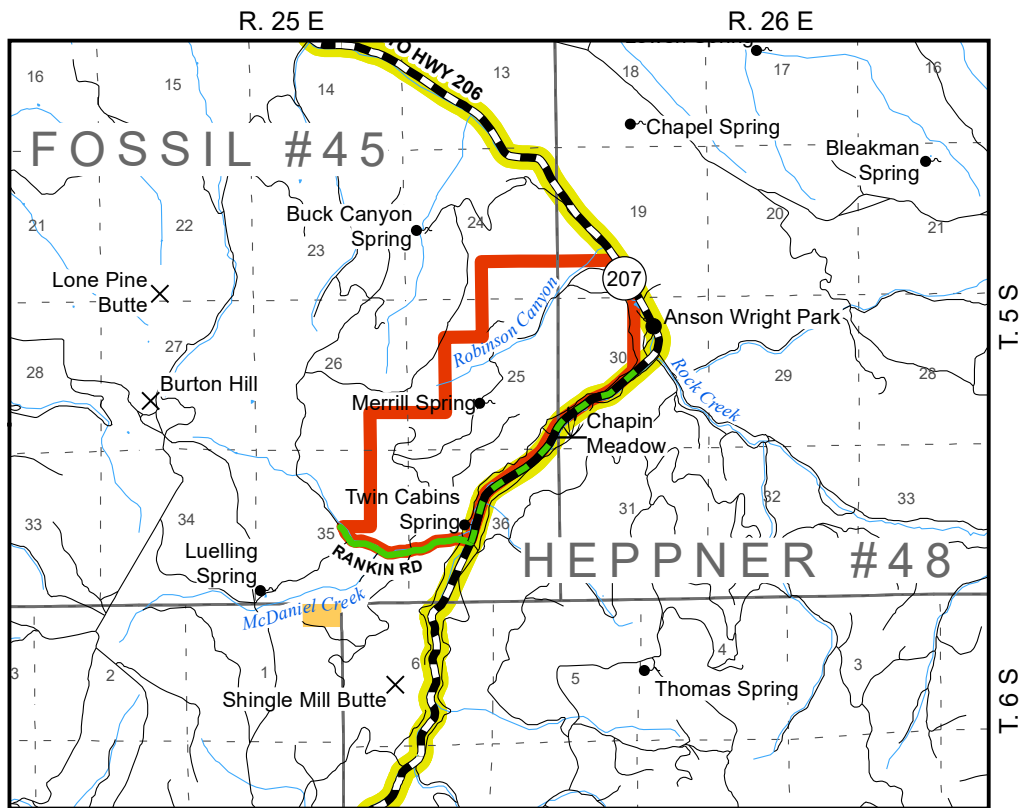 R. 25 E
R. 26 E
TO HWY 206
13
18
17
16
16
15
14
Chapel Spring
FOSSIL #45
Bleakman
Spring
Buck Canyon
Spring
24
19
20
21
21
22
23
Lone Pine
Butte
207
T. 5 S
Robinson Canyon
Anson Wright Park
27
26
25
30
29
28
28
Rock Creek
Burton Hill
Merrill Spring
Chapin
Meadow
Twin Cabins
Spring
36
31
32
33
33
34
35
RANKIN RD
Luelling
Spring
HEPPNER #48
McDaniel Creek
3
2
1
6
5
4
3
Shingle Mill Butte
Thomas Spring
T. 6 S